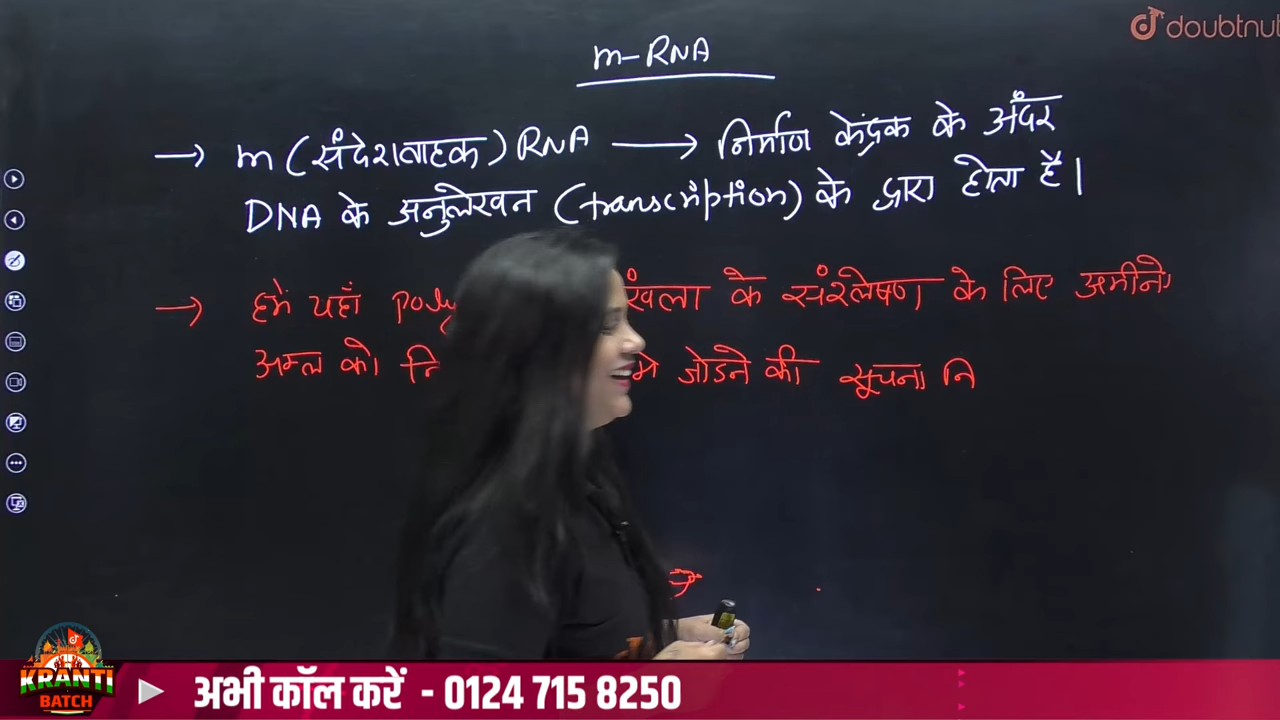 doubtnut
m-RNA
→ m (संदेशवाहक) RNA → निर्माण केंद्रक के अंदर
DNA के अनुलेखन (transcription) के द्वारा होता है।
→ हमें यहाँ poly खला के संश्लेषण के लिए अमीनो
अम्ल को नि मे जोडने की सूचना नि
KRANTI
BATCH
अभी कॉल करें - 0124 715 8250